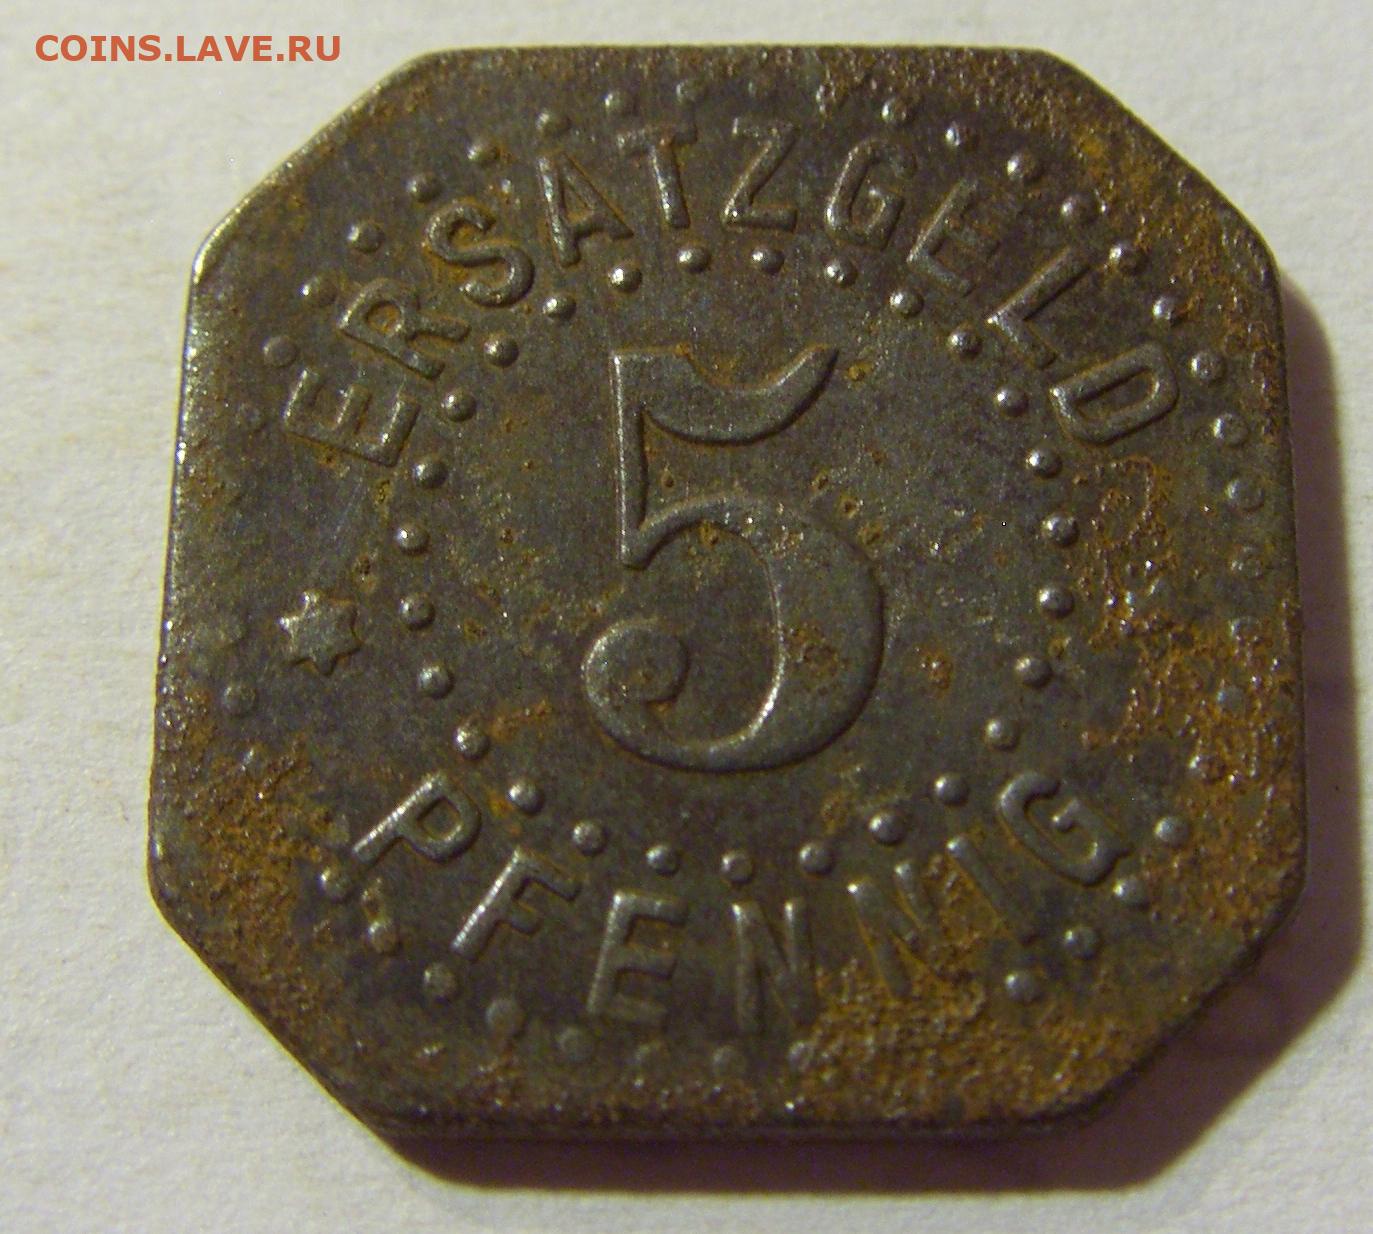 COINS.LAVE.RU
ERSATZGELD
5
PFENNIG